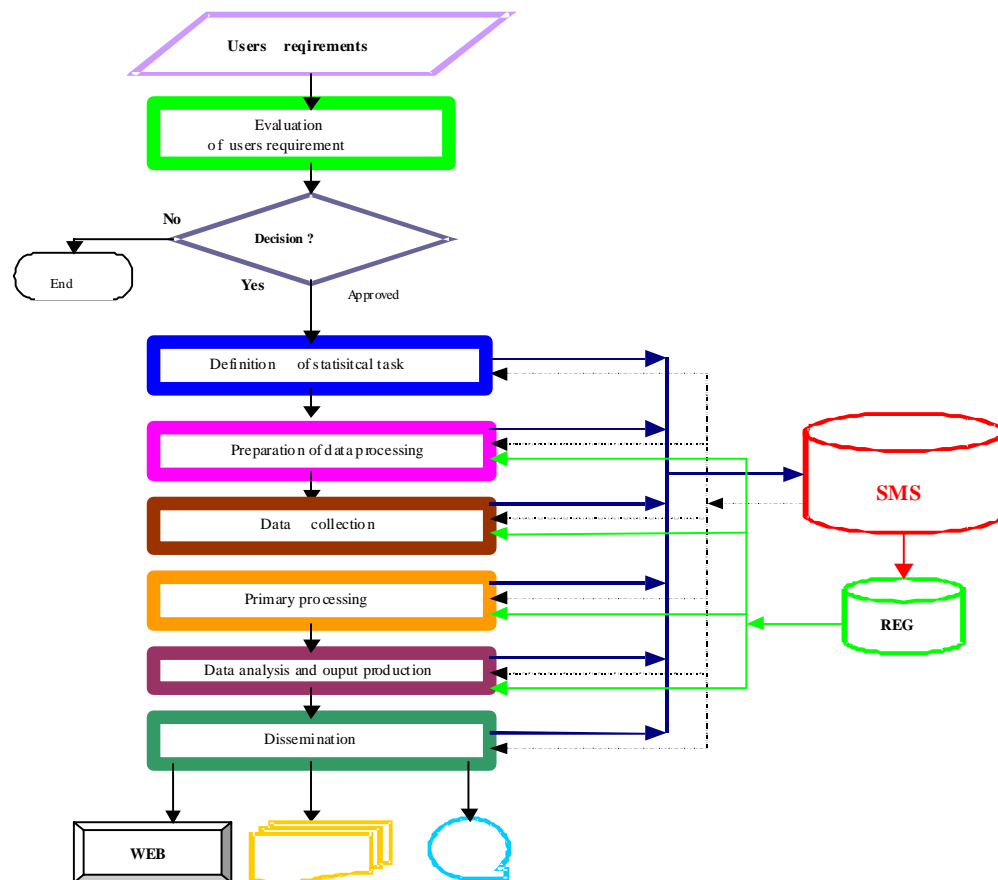 Users reqirements
Evaluation
of users requirement
No
Decision ?
End
Yes
Approved
Definition of statisitcal task
Preparation of data processing
SMS
Data collection
Primary processing
REG
Data analysis and ouput production
Dissemination
WEB